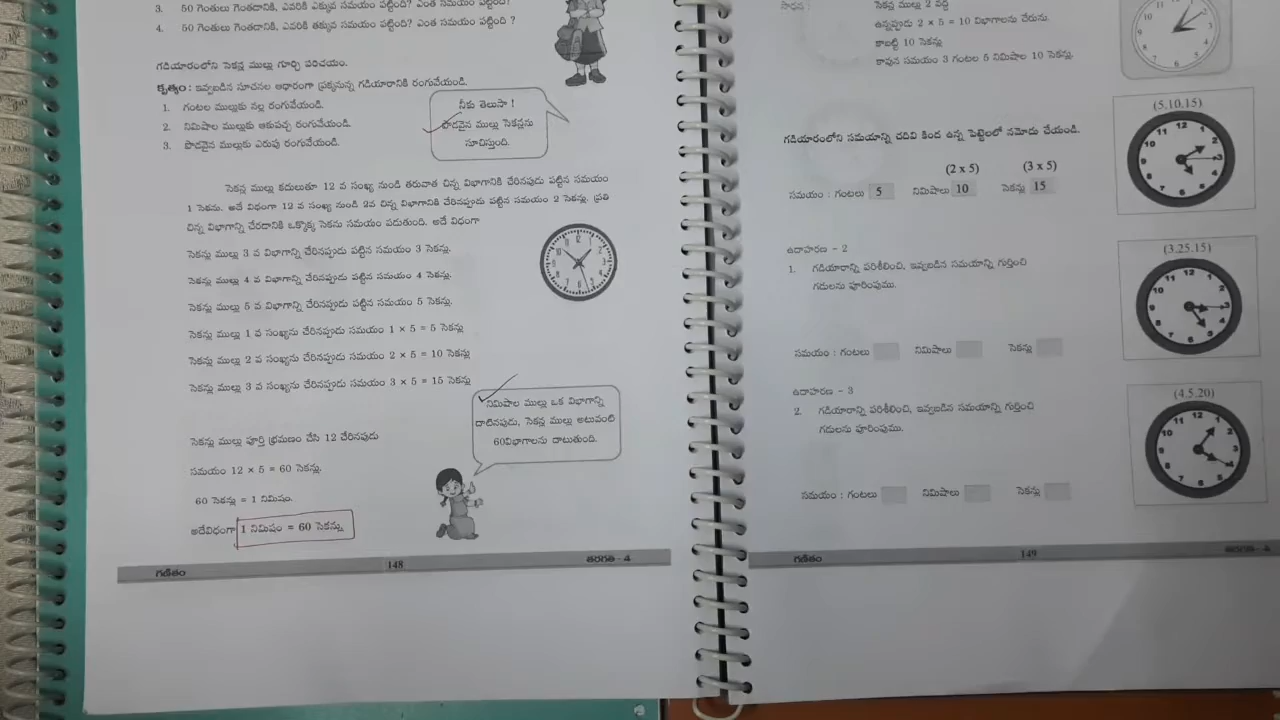 3. 50 గెంతులు గెంతడానికి, ఎవరికి ఎక్కువ సమయం పట్టింది? ఎంత సమయం పట్టింది?
4. 50 గెంతులు గెంతడానికి, ఎవరికి తక్కువ సమయం పట్టింది? ఎంత సమయం పట్టింది ?
గడియారంలోని సెకన్ల ముల్లు గూర్చి పరిచయం.
కృత్యం : ఇవ్వబడిన సూచనల ఆధారంగా ప్రక్కనున్న గడియారానికి రంగువేయండి.
1. గంటల ముల్లుకు నల్ల రంగువేయండి.
2. నిమిషాల ముల్లుకు ఆకుపచ్చ రంగువేయండి.
3. పొడవైన ముల్లుకు ఎరుపు రంగువేయండి.
నీకు తెలుసా !
పొడవైన ముల్లు సెకన్లను
సూచిస్తుంది.
సెకన్ల ముల్లు కదులుతూ 12 వ సంఖ్య నుండి తరువాత చిన్న విభాగానికి చేరినపుడు పట్టిన సమయం
1 సెకను. అదే విధంగా 12 వ సంఖ్య నుండి 2వ చిన్న విభాగానికి చేరినప్పుడు పట్టిన సమయం 2 సెకన్లు. ప్రతి
చిన్న విభాగాన్ని చేరడానికి ఒక్కొక్క సెకను సమయం పడుతుంది. అదే విధంగా
సెకన్ల ముల్లు 3 వ విభాగాన్ని చేరినప్పుడు పట్టిన సమయం 3 సెకన్లు.
సెకన్ల ముల్లు 4 వ విభాగాన్ని చేరినప్పుడు పట్టిన సమయం 4 సెకన్లు.
సెకన్ల ముల్లు 5 వ విభాగాన్ని చేరినప్పుడు పట్టిన సమయం 5 సెకన్లు.
సెకన్ల ముల్లు 1 వ సంఖ్యను చేరినప్పుడు సమయం 1 × 5 = 5 సెకన్లు
సెకన్ల ముల్లు 2 వ సంఖ్యను చేరినప్పుడు సమయం 2 × 5 = 10 సెకన్లు
సెకన్ల ముల్లు 3 వ సంఖ్యను చేరినప్పుడు సమయం 3 × 5 = 15 సెకన్లు
నిమిషాల ముల్లు ఒక విభాగాన్ని
దాటినపుడు, సెకన్ల ముల్లు అటువంటి
60విభాగాలను దాటుతుంది.
సెకన్ల ముల్లు పూర్తి భ్రమణం చేసి 12 చేరినపుడు
సమయం 12 × 5 = 60 సెకన్లు.
60 సెకన్లు = 1 నిమిషం.
అదేవిధంగా 1 నిమిషం = 60 సెకన్లు
గణితం 148 తరగతి - 4
సాధన :
సెకన్ల ముల్లు 2 వద్ద
ఉన్నప్పుడు 2 × 5 = 10 విభాగాలను చేరును.
కాబట్టి 10 సెకన్లు
కావున సమయం 3 గంటల 5 నిమిషాల 10 సెకన్లు.
(5.10.15)
గడియారంలోని సమయాన్ని చదివి కింద ఉన్న పెట్టెలలో నమోదు చేయండి.
(2 x 5) (3 x 5)
సమయం : గంటలు 5 నిమిషాలు 10 సెకన్లు 15
ఉదాహరణ - 2
(3.25.15)
1. గడియారాన్ని పరిశీలించి, ఇవ్వబడిన సమయాన్ని గుర్తించి
గడులను పూరింపుము.
సమయం : గంటలు నిమిషాలు సెకన్లు
ఉదాహరణ - 3
(4.5.20)
2. గడియారాన్ని పరిశీలించి, ఇవ్వబడిన సమయాన్ని గుర్తించి
గడులను పూరింపుము.
సమయం : గంటలు నిమిషాలు సెకన్లు
గణితం 149 తరగతి - 4